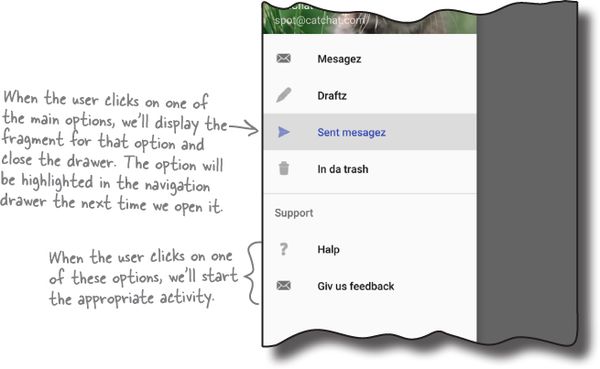 spot@catchat.com
Mesagez
Draftz
Sent mesagez
In da trash
Support
Halp
Giv us feedback
When the user clicks on one of
the main options, we'll display the
fragment for that option and
close the drawer. The option will
be highlighted in the navigation
drawer the next time we open it.
When the user clicks on one
of these options, we'll start
the appropriate activity.